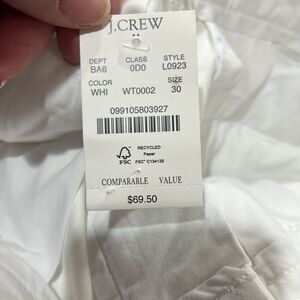 J.CREW
DEPT CLASS STYLE
BA6 0D0 L0923
COLOR SIZE
WHI WT0002 30
099105803927
FSC RECYCLED
Paper
FSC® C134125
COMPARABLE VALUE
$69.50